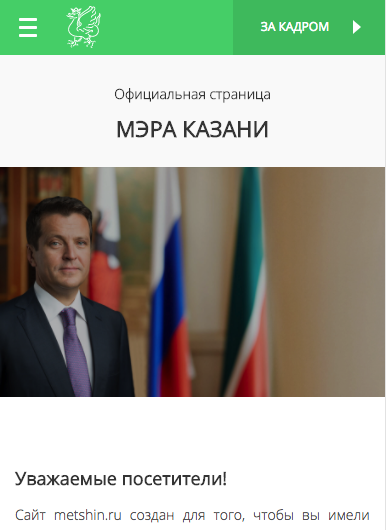 ЗА КАДРОМ
Официальная страница
МЭРА КАЗАНИ
Уважаемые посетители!
Сайт metshin.ru создан для того, чтобы вы имели